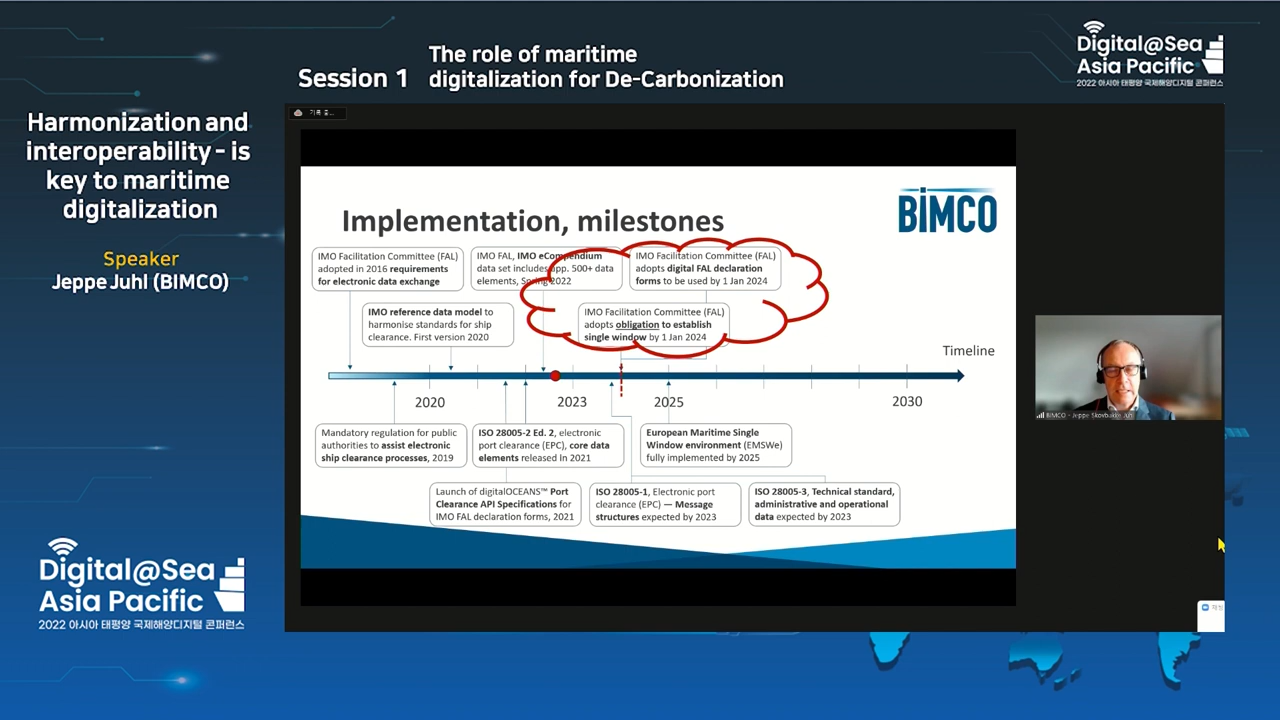 Session 1
The role of maritime
digitalization for De-Carbonization
Digital@Sea
Asia Pacific
2022 아시아 태평양 국제해양디지털 콘퍼런스
Harmonization and
interoperability - is
key to maritime
digitalization
Speaker
Jeppe Juhl (BIMCO)
BIMCO
Implementation, milestones
IMO Facilitation Committee (FAL)
adopted in 2016 requirements
for electronic data exchange
IMO FAL, IMO eCompendium
data set includes app. 500+ data
elements, Spring 2022
IMO Facilitation Committee (FAL)
adopts digital FAL declaration
forms to be used by 1 Jan 2024
IMO reference data model to
harmonise standards for ship
clearance. First version 2020
IMO Facilitation Committee (FAL)
adopts obligation to establish
single window by 1 Jan 2024
Timeline
2020
2023
2025
2030
Mandatory regulation for public
authorities to assist electronic
ship clearance processes, 2019
ISO 28005-2 Ed. 2, electronic
port clearance (EPC), core data
elements released in 2021
European Maritime Single
Window environment (EMSWe)
fully implemented by 2025
Launch of digitalOCEANS™ Port
Clearance API Specifications for
IMO FAL declaration forms, 2021
ISO 28005-1, Electronic port
clearance (EPC) — Message
structures expected by 2023
ISO 28005-3, Technical standard,
administrative and operational
data expected by 2023
BIMCO - Jeppe Skovbakke Juhl
Digital@Sea
Asia Pacific
2022 아시아 태평양 국제해양디지털 콘퍼런스